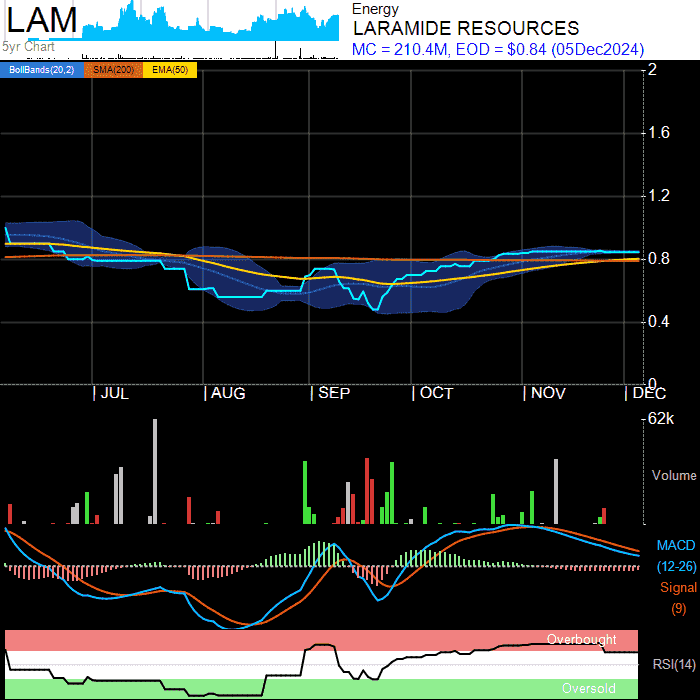 LAM
5yr Chart
Energy
LARAMIDE RESOURCES
MC = 210.4M, EOD = $0.84 (05Dec2024)
BollBands(20,2) SMA(200) EMA(50)
2
1.6
1.2
0.8
0.4
0
JUL AUG SEP OCT NOV DEC
62k
Volume
MACD
(12-26)
Signal
(9)
Overbought
RSI(14)
Oversold